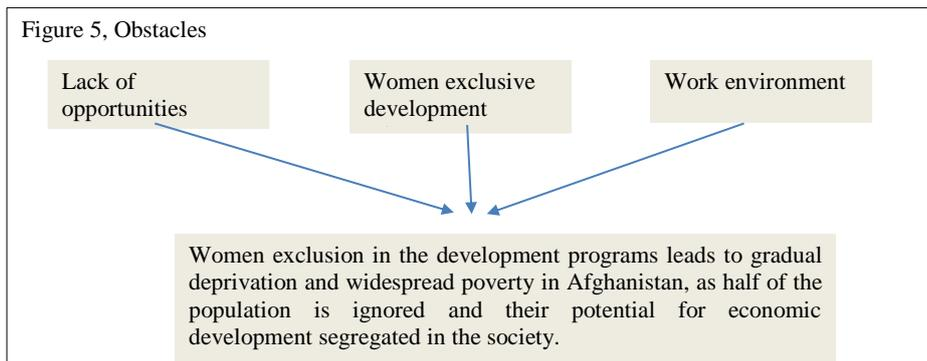 Figure 5, Obstacles
Lack of
opportunities
Women exclusive
development
Work environment
Women exclusion in the development programs leads to gradual
deprivation and widespread poverty in Afghanistan, as half of the
population is ignored and their potential for economic
development segregated in the society.